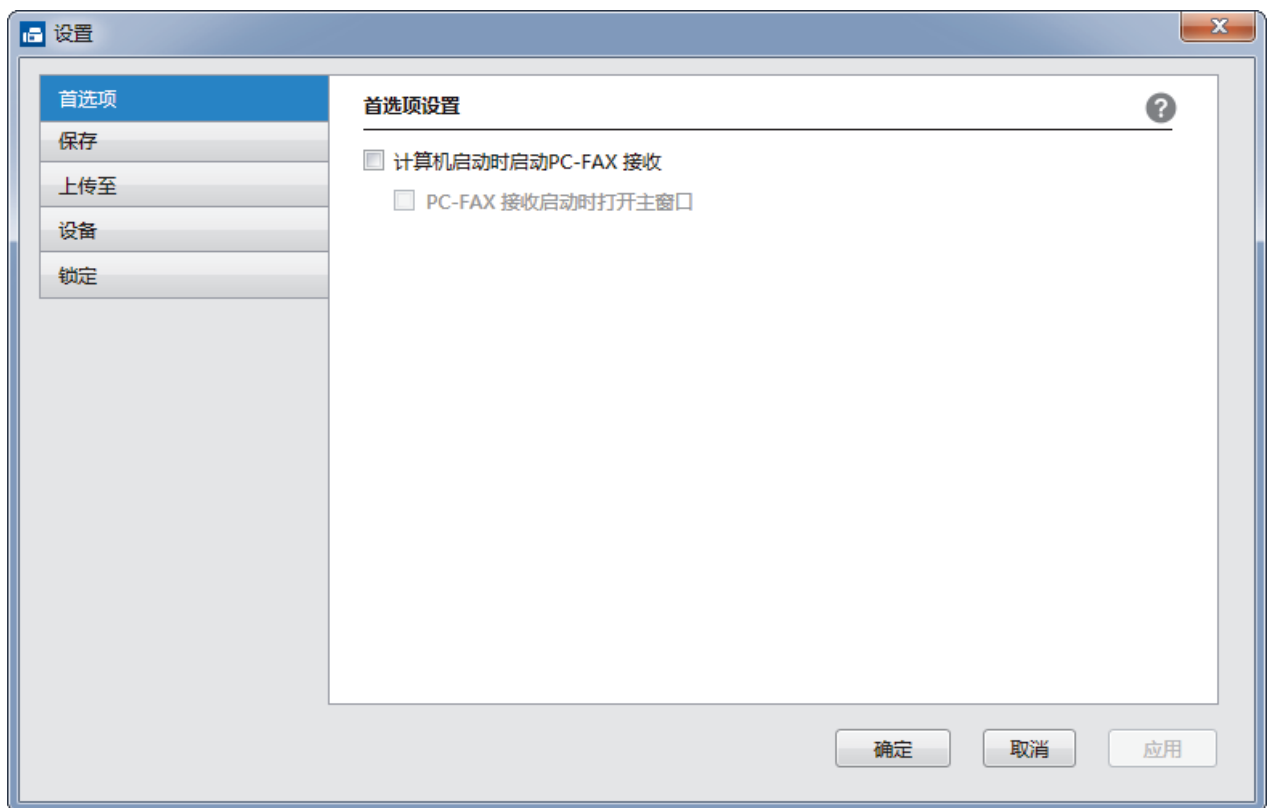 设置
首选项
保存
上传至
设备
锁定
首选项设置
?
计算机启动时启动PC-FAX 接收
PC-FAX 接收启动时打开主窗口
确定
取消
应用